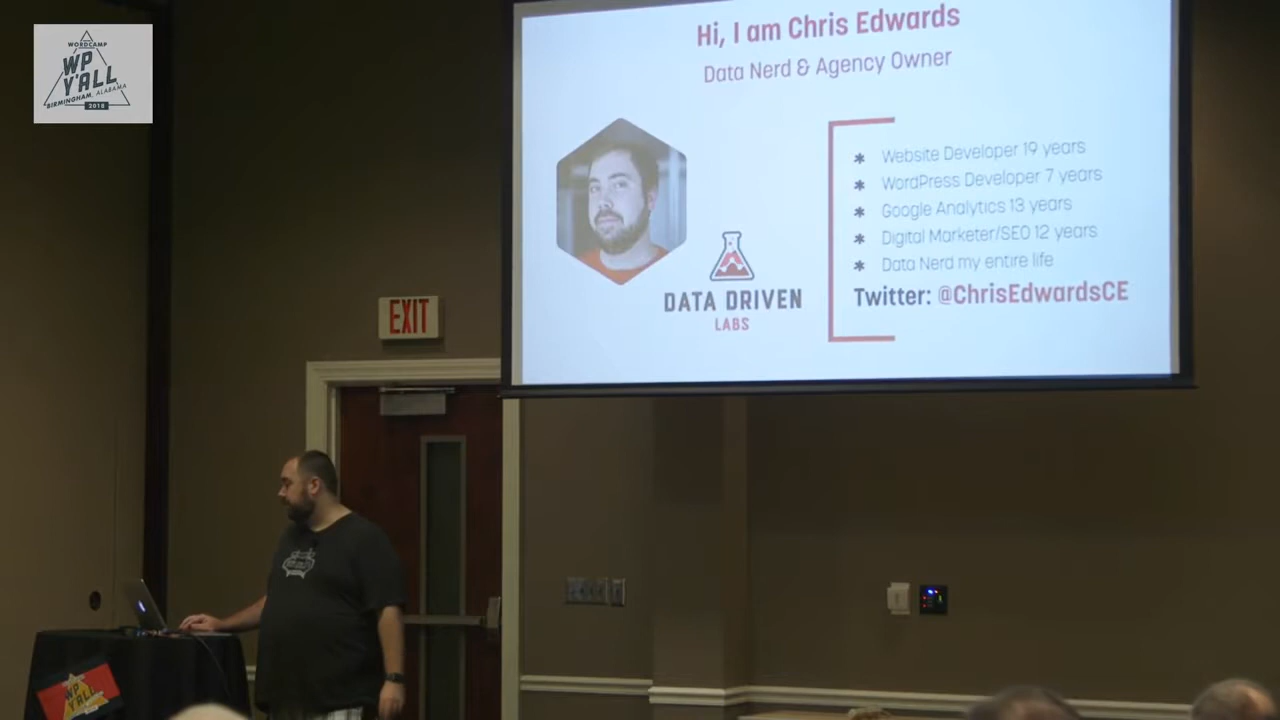 WORDCAMP
WP
Y'ALL
BIRMINGHAM, ALABAMA
2018
Hi, I am Chris Edwards
Data Nerd & Agency Owner
* Website Developer 19 years
* WordPress Developer 7 years
* Google Analytics 13 years
* Digital Marketer/SEO 12 years
* Data Nerd my entire life
Twitter: @ChrisEdwardsCE
DATA DRIVEN
LABS
EXIT
WP
Y'ALL